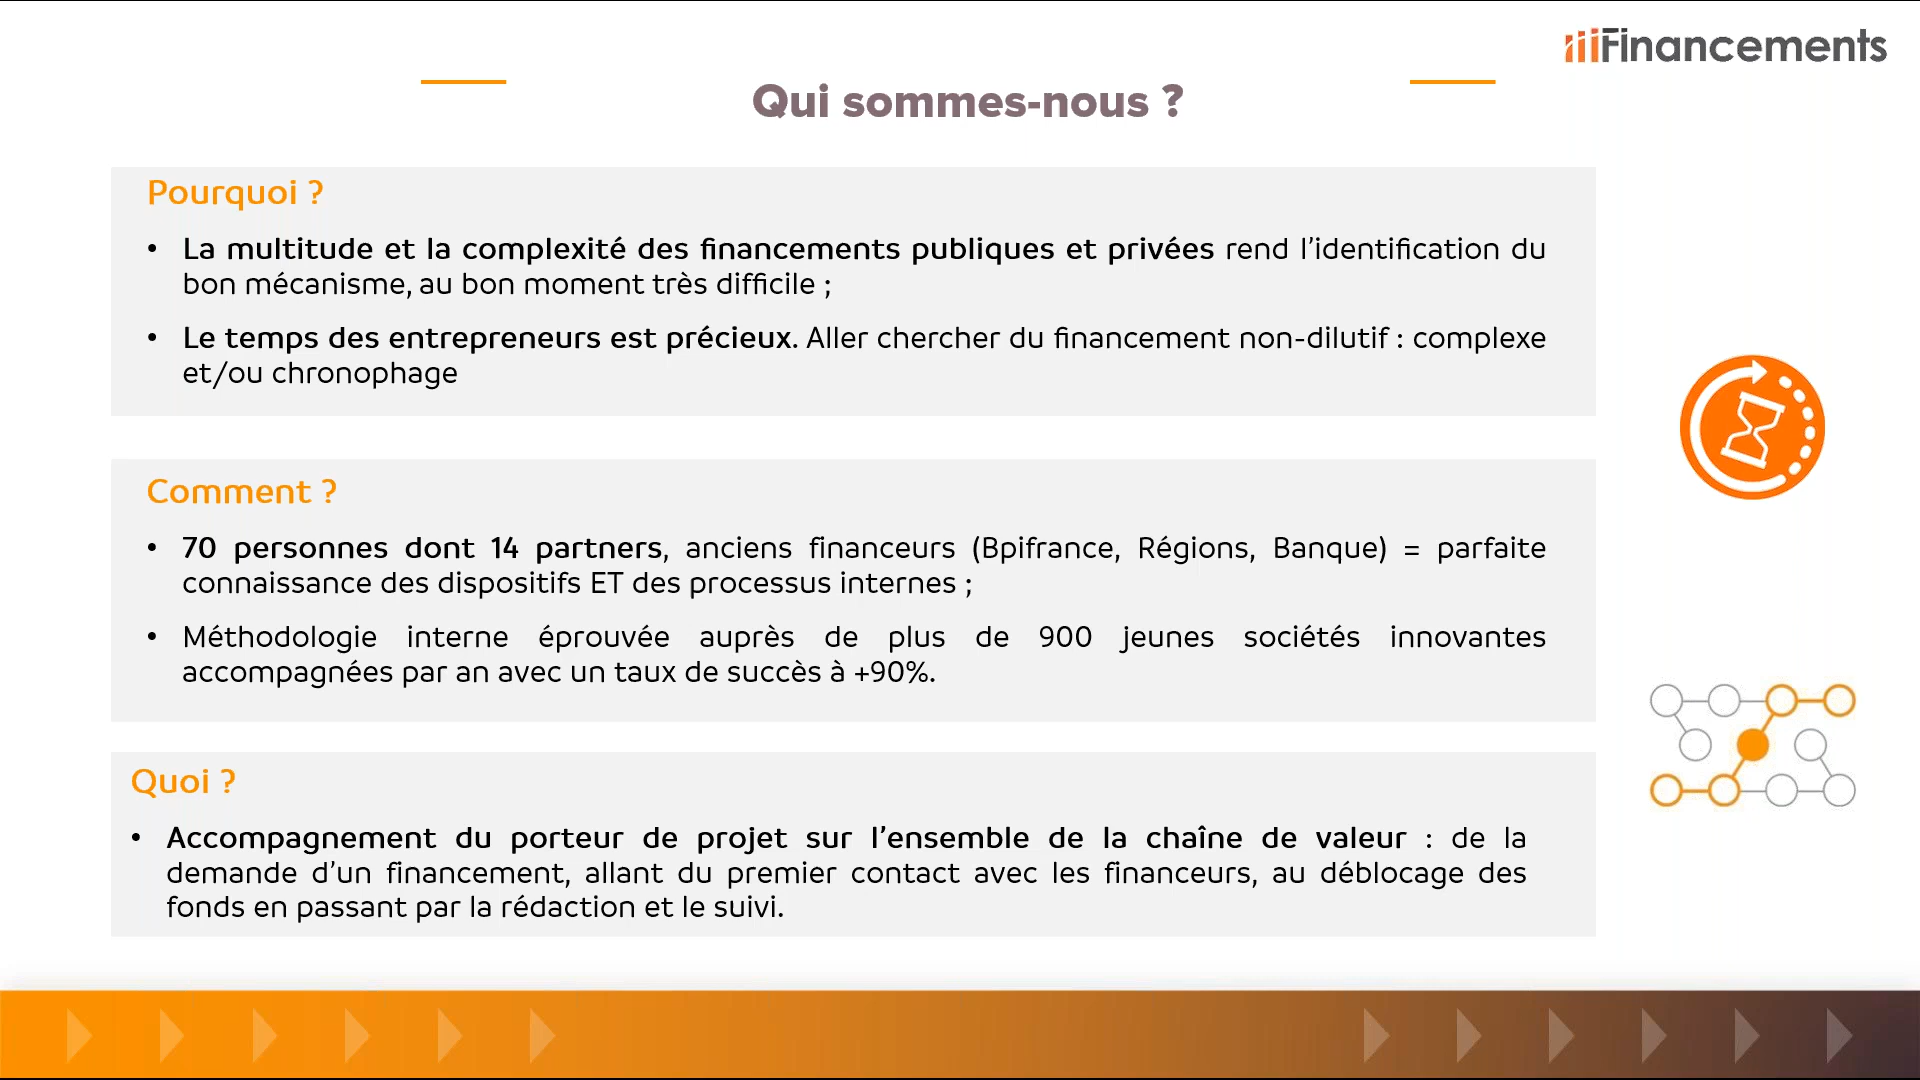 iiiFinancements
Qui sommes-nous ?
Pourquoi ?
• La multitude et la complexité des financements publiques et privées rend l’identification du
bon mécanisme, au bon moment très difficile ;
• Le temps des entrepreneurs est précieux. Aller chercher du financement non-dilutif : complexe
et/ou chronophage
Comment ?
• 70 personnes dont 14 partners, anciens financeurs (Bpifrance, Régions, Banque) = parfaite
connaissance des dispositifs ET des processus internes ;
• Méthodologie interne éprouvée auprès de plus de 900 jeunes sociétés innovantes
accompagnées par an avec un taux de succès à +90%.
Quoi ?
• Accompagnement du porteur de projet sur l’ensemble de la chaîne de valeur : de la
demande d’un financement, allant du premier contact avec les financeurs, au déblocage des
fonds en passant par la rédaction et le suivi.